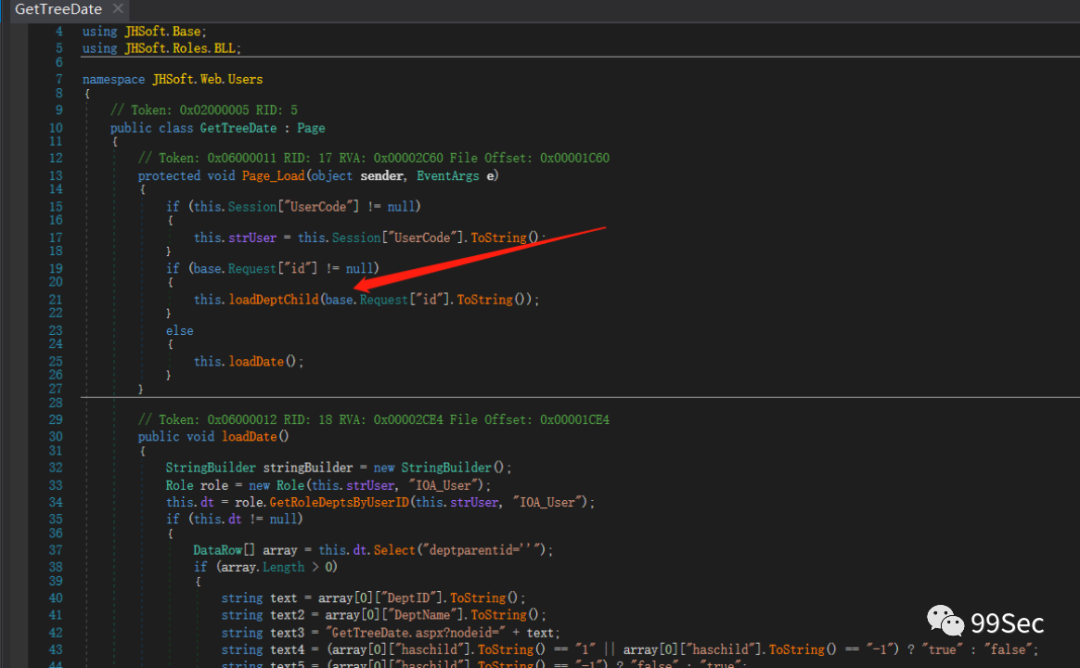 GetTreeDate ×
4 using JHSoft.Base;
5 using JHSoft.Roles.BLL;
6
7 namespace JHSoft.Web.Users
8 {
9 // Token: 0x02000005 RID: 5
10 public class GetTreeDate : Page
11 {
12 // Token: 0x06000011 RID: 17 RVA: 0x00002C60 File Offset: 0x00001C60
13 protected void Page_Load(object sender, EventArgs e)
14 {
15 if (this.Session["UserCode"] != null)
16 {
17 this.strUser = this.Session["UserCode"].ToString();
18 }
19 if (base.Request["id"] != null)
20 {
21 this.loadDeptChild(base.Request["id"].ToString());
22 }
23 else
24 {
25 this.loadDate();
26 }
27 }
28
29 // Token: 0x06000012 RID: 18 RVA: 0x00002CE4 File Offset: 0x00001CE4
30 public void loadDate()
31 {
32 StringBuilder stringBuilder = new StringBuilder();
33 Role role = new Role(this.strUser, "IOA_User");
34 this.dt = role.GetRoleDeptsByUserID(this.strUser, "IOA_User");
35 if (this.dt != null)
36 {
37 DataRow[] array = this.dt.Select("deptparentid=''");
38 if (array.Length > 0)
39 {
40 string text = array[0]["DeptID"].ToString();
41 string text2 = array[0]["DeptName"].ToString();
42 string text3 = "GetTreeDate.aspx?nodeid=" + text;
43 string text4 = (array[0]["haschild"].ToString() == "1" || array[0]["haschild"].ToString() == "-1") ? "true" : "false";
44 string text5 = (array[0]["haschild"].ToString() == "-1") ? "false" : "true";
99Sec